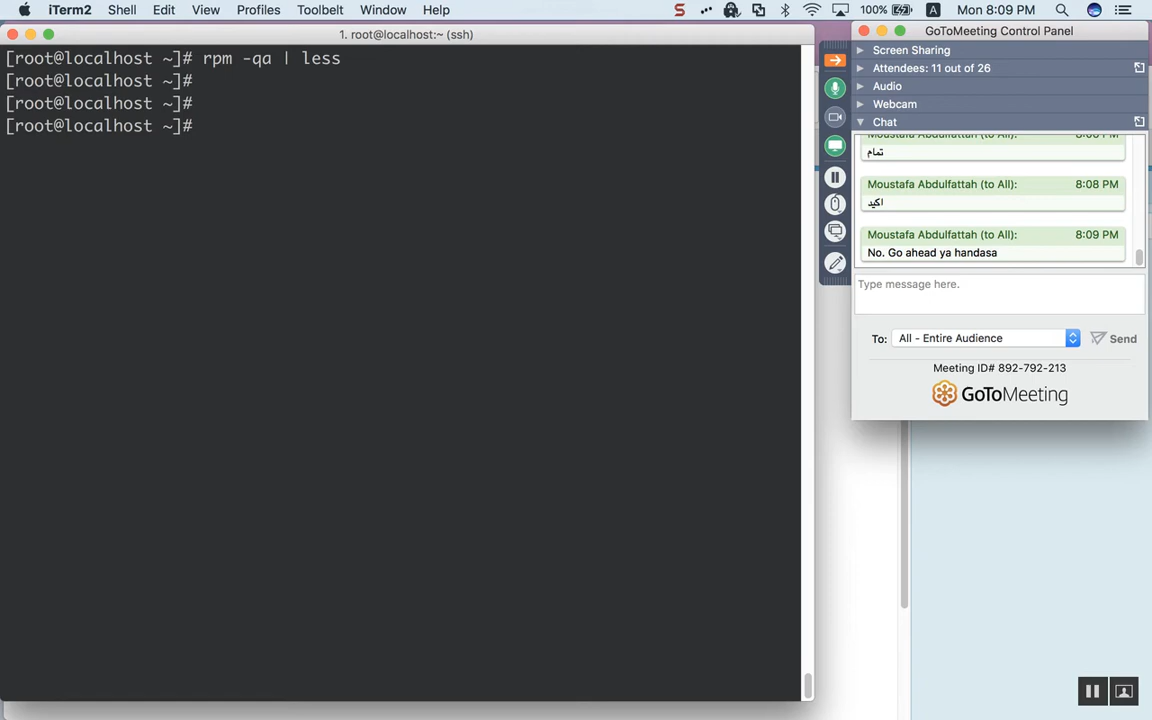 iTerm2 Shell Edit View Profiles Toolbelt Window Help 100% A Mon 8:09 PM
1. root@localhost:~ (ssh)
[root@localhost ~]# rpm -qa | less
[root@localhost ~]#
[root@localhost ~]#
[root@localhost ~]#
GoToMeeting Control Panel
Screen Sharing
Attendees: 11 out of 26
Audio
Webcam
Chat
Moustafa Abdulfattah (to All):
تمام
Moustafa Abdulfattah (to All): 8:08 PM
اكيد
Moustafa Abdulfattah (to All): 8:09 PM
No. Go ahead ya handasa
Type message here.
To: All - Entire Audience Send
Meeting ID# 892-792-213
GoToMeeting